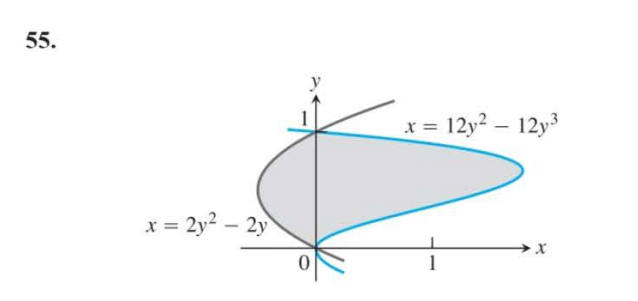 55.
y
1
x = 12y² – 12y³
x = 2y² – 2y
x
0
1